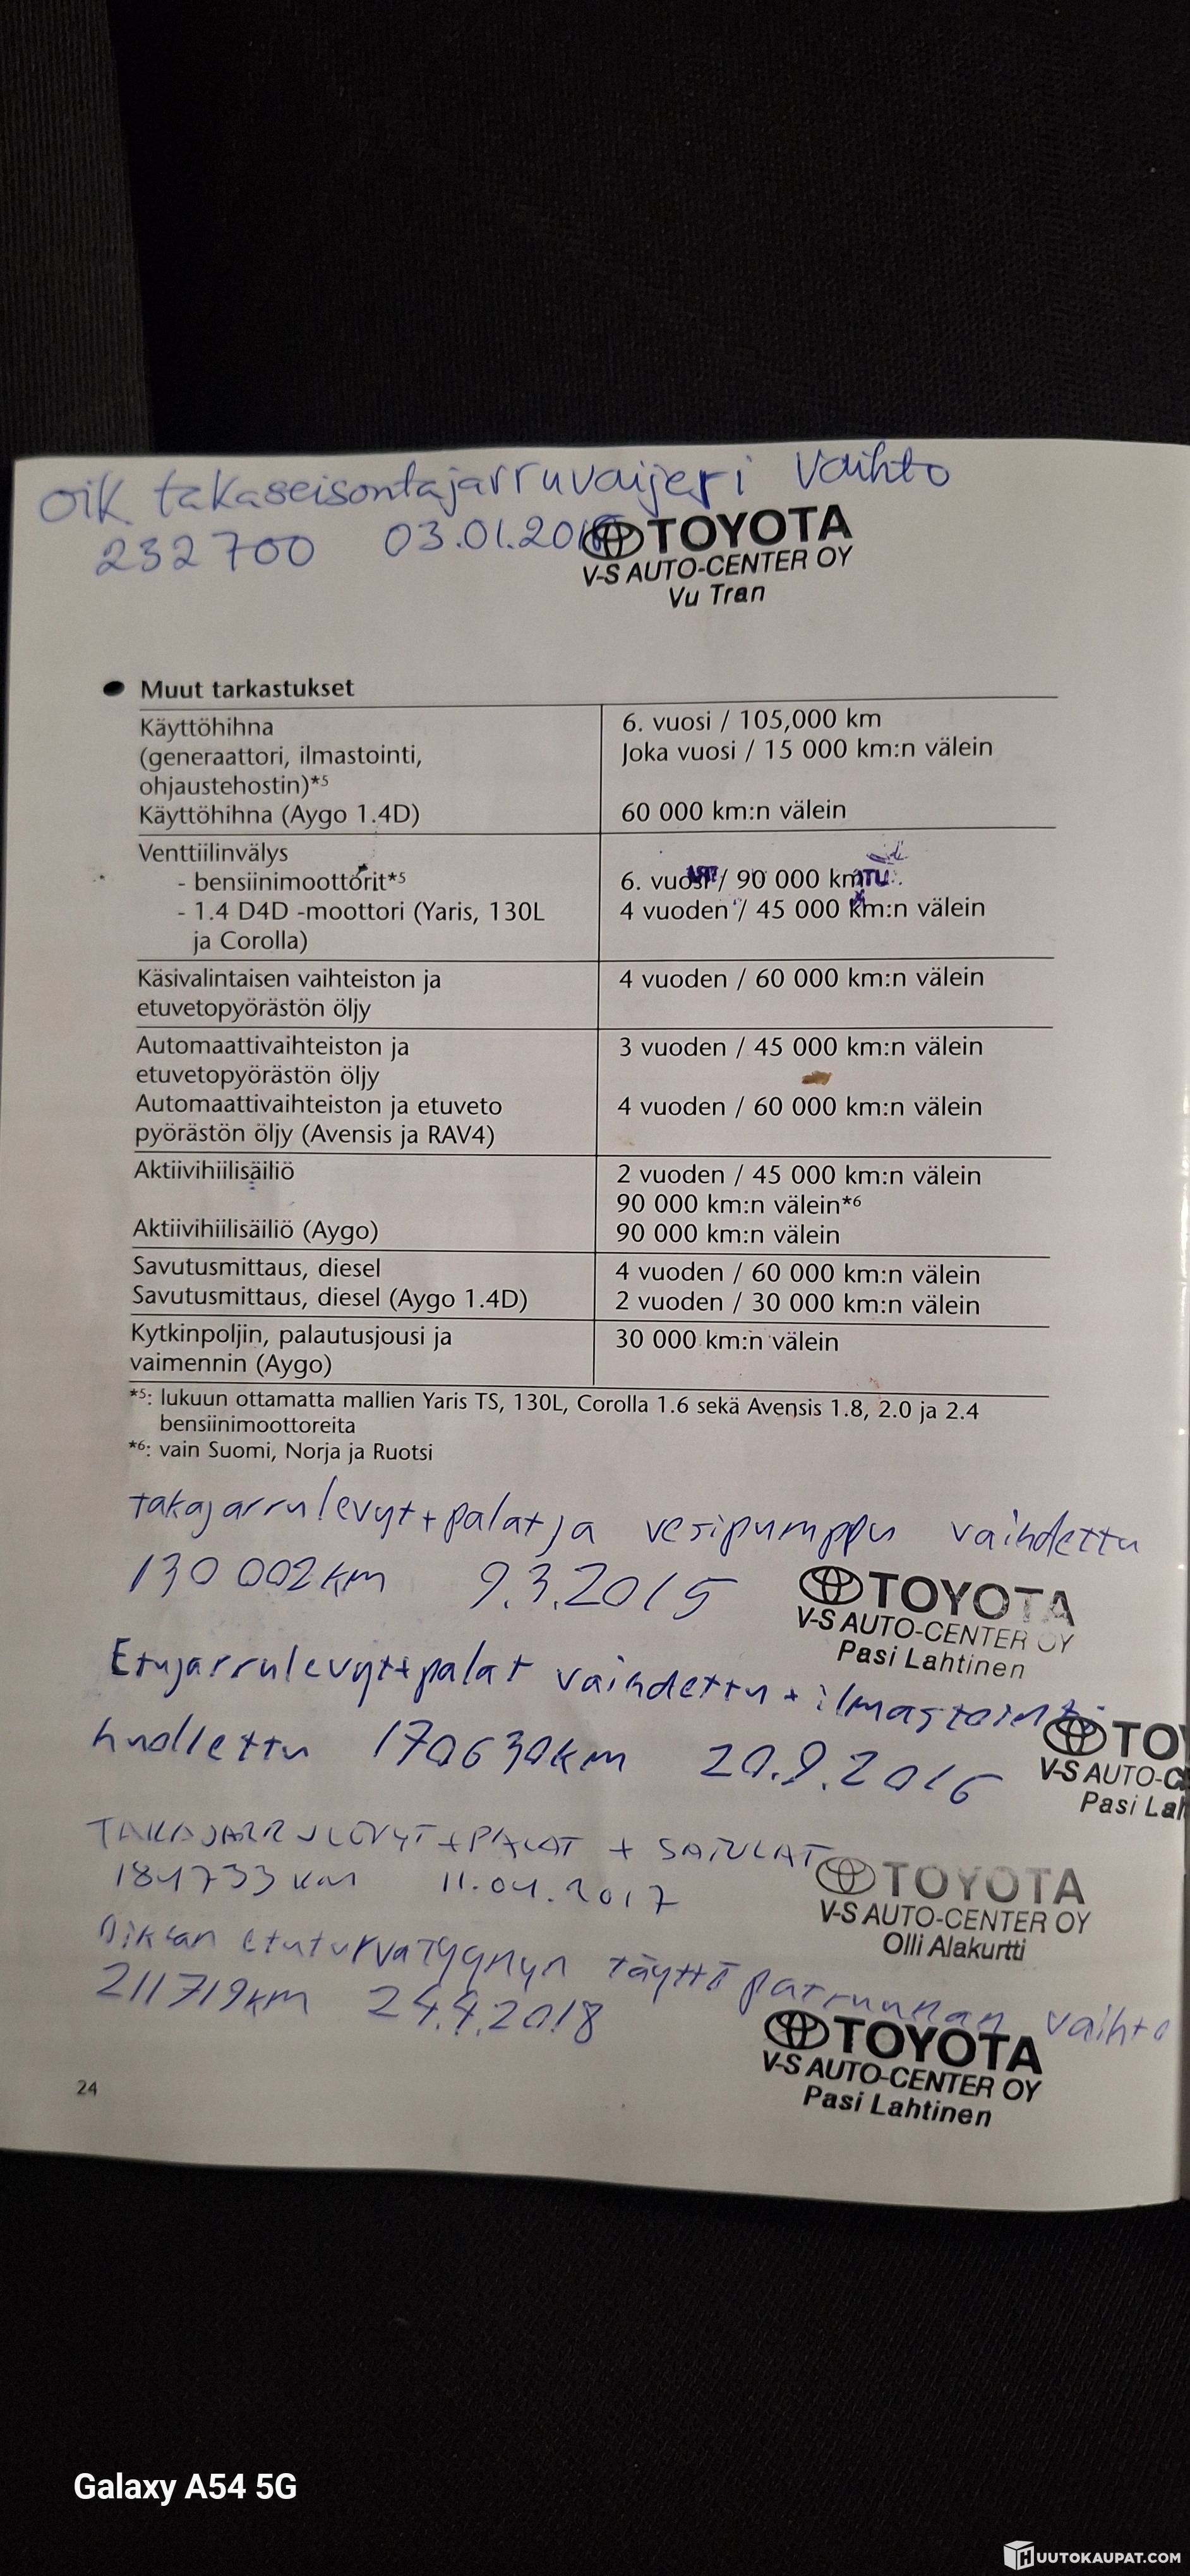 oik takaseisontajarruvaijeri vaihto
232 700 03.01.201
TOYOTA
V-S AUTO-CENTER OY
Vu Tran
Muut tarkastukset
Käyttöhihna
(generaattori, ilmastointi,
ohjaustehostin)*5
6. vuosi / 105,000 km
Joka vuosi / 15 000 km:n välein
Käyttöhihna (Aygo 1.4D) 60 000 km:n välein
Venttiilinvälys
- bensiinimoottorit*5 6. vuosi / 90 000 km
- 1.4 D4D -moottori (Yaris, 130L
ja Corolla)
4 vuoden / 45 000 km:n välein
Käsivalintaisen vaihteiston ja
etuvetopyörästön öljy
4 vuoden / 60 000 km:n välein
Automaattivaihteiston ja
etuvetopyörästön öljy
3 vuoden / 45 000 km:n välein
Automaattivaihteiston ja etuveto
pyörästön öljy (Avensis ja RAV4)
4 vuoden / 60 000 km:n välein
Aktiivihiilisäiliö 2 vuoden / 45 000 km:n välein
90 000 km:n välein*6
Aktiivihiilisäiliö (Aygo) 90 000 km:n välein
Savutusmittaus, diesel 4 vuoden / 60 000 km:n välein
Savutusmittaus, diesel (Aygo 1.4D) 2 vuoden / 30 000 km:n välein
Kytkinpoljin, palautusjousi ja
vaimennin (Aygo)
30 000 km:n välein
*5: lukuun ottamatta mallien Yaris TS, 130L, Corolla 1.6 sekä Avensis 1.8, 2.0 ja 2.4
bensiinimoottoreita
*6: vain Suomi, Norja ja Ruotsi
takajarrulevyt+palat ja vesipumppu vaihdettu
130 002km 9.3.2015
TOYOTA
V-S AUTO-CENTER OY
Pasi Lahtinen
Etujarrulevyt+palat vaihdettu + ilmastointi
huollettu 170630km 20.9.2016
TOY
V-S AUTO-C
Pasi Lah
TAKAJARRULEVYT+PALAT + SATULAT
181733 km 11.04.2017
TOYOTA
V-S AUTO-CENTER OY
Olli Alakurtti
Oikean etuturvatyynyn täyttöpatruunan vaihto
211719km 24.4.2018
TOYOTA
V-S AUTO-CENTER OY
Pasi Lahtinen
24
Galaxy A54 5G
HUUTOKAUPAT.COM